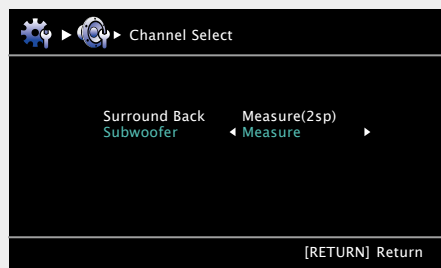 Channel Select
Surround Back Measure(2sp)
Subwoofer Measure
[RETURN] Return